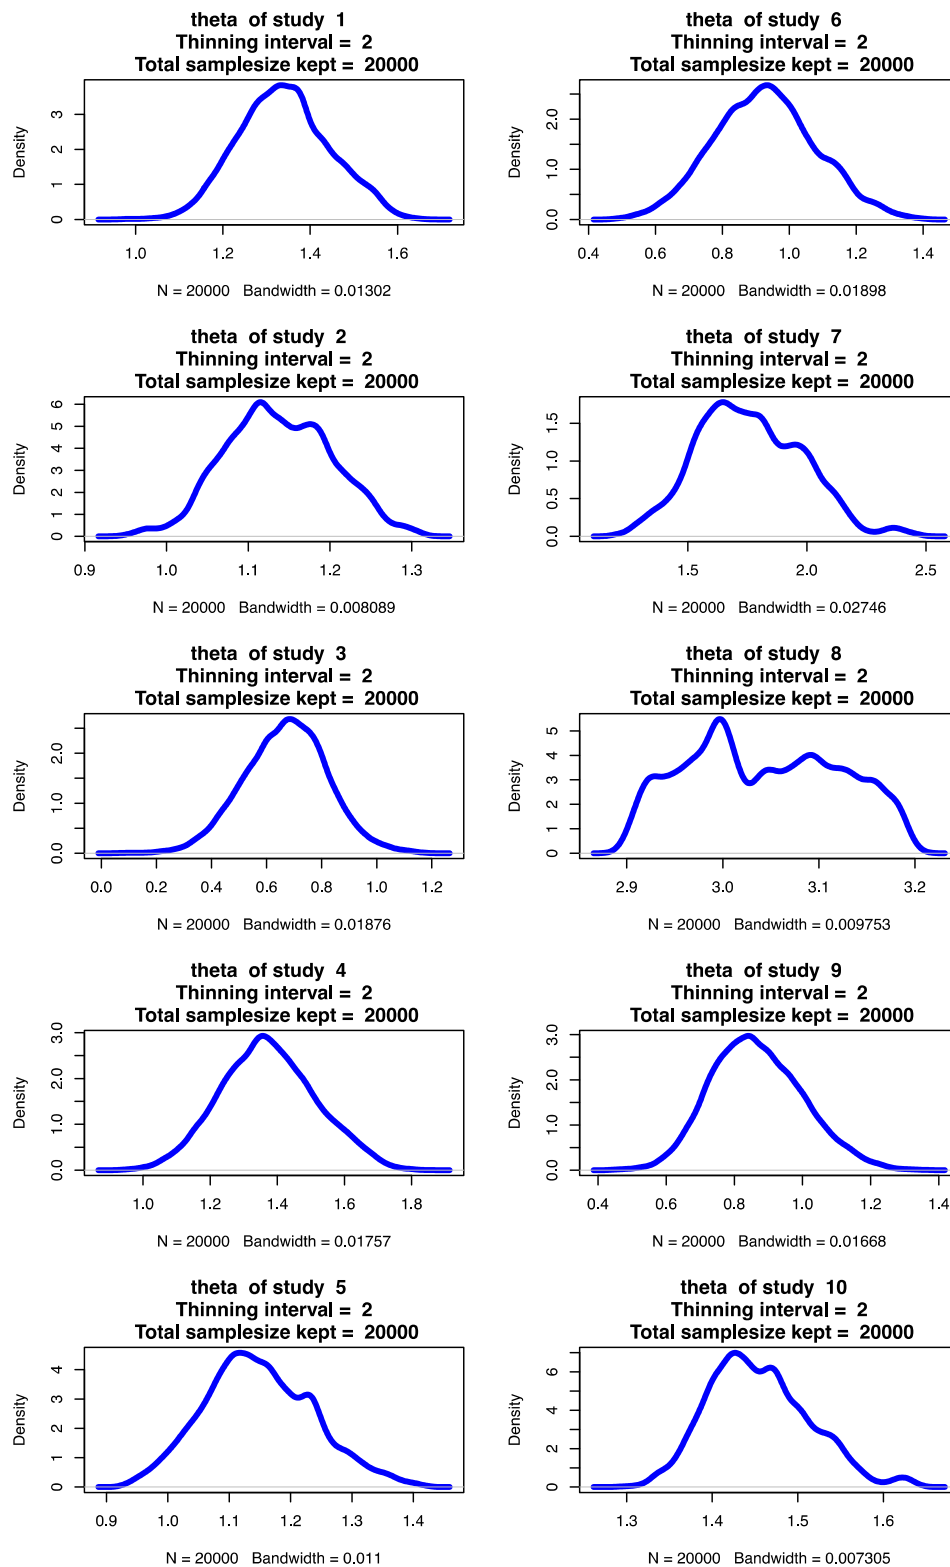 theta of study 1
Thinning interval = 2
Total samplesize kept = 20000
Density
0 1 2 3
1.0 1.2 1.4 1.6
N = 20000 Bandwidth = 0.01302
theta of study 6
Thinning interval = 2
Total samplesize kept = 20000
Density
0.0 1.0 2.0
0.4 0.6 0.8 1.0 1.2 1.4
N = 20000 Bandwidth = 0.01898
theta of study 2
Thinning interval = 2
Total samplesize kept = 20000
Density
0 1 2 3 4 5 6
0.9 1.0 1.1 1.2 1.3
N = 20000 Bandwidth = 0.008089
theta of study 7
Thinning interval = 2
Total samplesize kept = 20000
Density
0.0 0.5 1.0 1.5
1.5 2.0 2.5
N = 20000 Bandwidth = 0.02746
theta of study 3
Thinning interval = 2
Total samplesize kept = 20000
Density
0.0 1.0 2.0
0.0 0.2 0.4 0.6 0.8 1.0 1.2
N = 20000 Bandwidth = 0.01876
theta of study 8
Thinning interval = 2
Total samplesize kept = 20000
Density
0 1 2 3 4 5
2.9 3.0 3.1 3.2
N = 20000 Bandwidth = 0.009753
theta of study 4
Thinning interval = 2
Total samplesize kept = 20000
Density
0.0 1.0 2.0 3.0
1.0 1.2 1.4 1.6 1.8
N = 20000 Bandwidth = 0.01757
theta of study 9
Thinning interval = 2
Total samplesize kept = 20000
Density
0.0 1.0 2.0 3.0
0.4 0.6 0.8 1.0 1.2 1.4
N = 20000 Bandwidth = 0.01668
theta of study 5
Thinning interval = 2
Total samplesize kept = 20000
Density
0 1 2 3 4
0.9 1.0 1.1 1.2 1.3 1.4
N = 20000 Bandwidth = 0.011
theta of study 10
Thinning interval = 2
Total samplesize kept = 20000
Density
0 2 4 6
1.3 1.4 1.5 1.6
N = 20000 Bandwidth = 0.007305